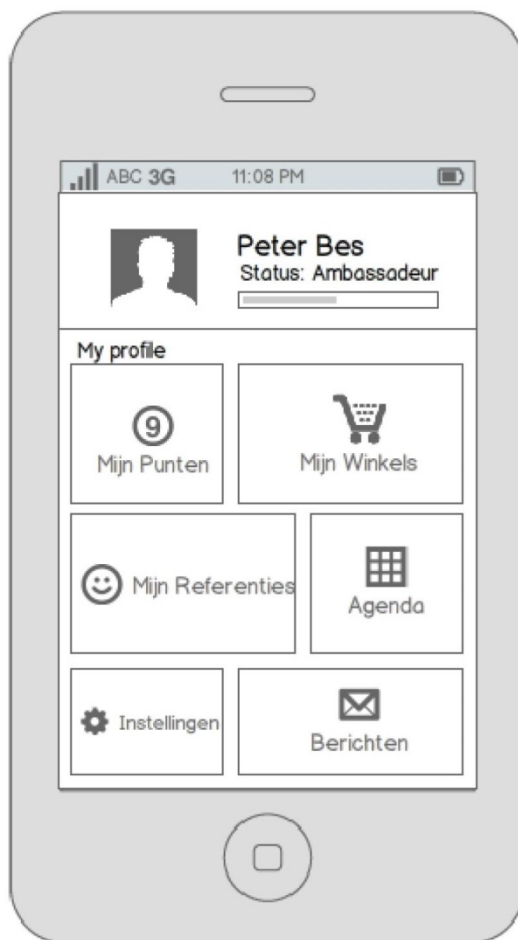 ABC 3G 11:08 PM
Peter Bes
Status: Ambassadeur
My profile
9
Mijn Punten
Mijn Winkels
Mijn Referenties
Agenda
Instellingen
Berichten